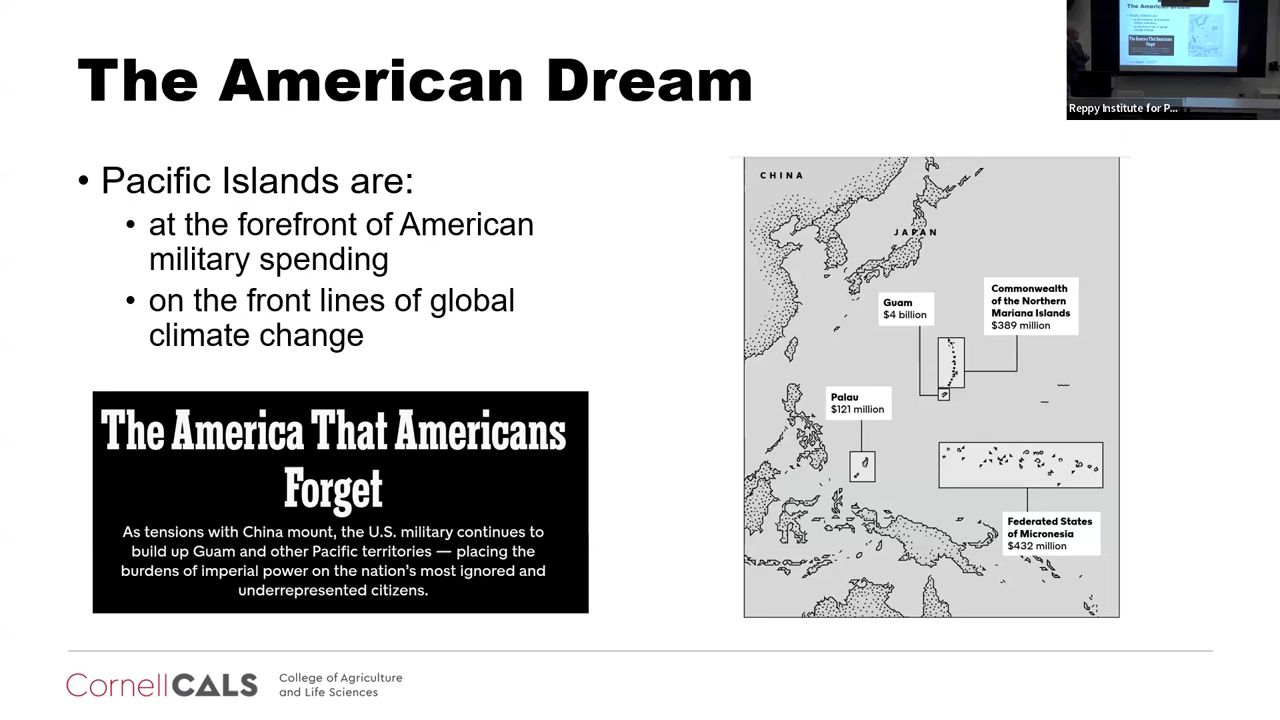 The American Dream
• Pacific Islands are:
• at the forefront of American
military spending
• on the front lines of global
climate change
The America That Americans
Forget
As tensions with China mount, the U.S. military continues to
build up Guam and other Pacific territories — placing the
burdens of imperial power on the nation's most ignored and
underrepresented citizens.
CHINA
JAPAN
Guam
$4 billion
Commonwealth
of the Northern
Mariana Islands
$389 million
Palau
$121 million
Federated States
of Micronesia
$432 million
Cornell CALS
College of Agriculture
and Life Sciences
Reppy Institute for P...